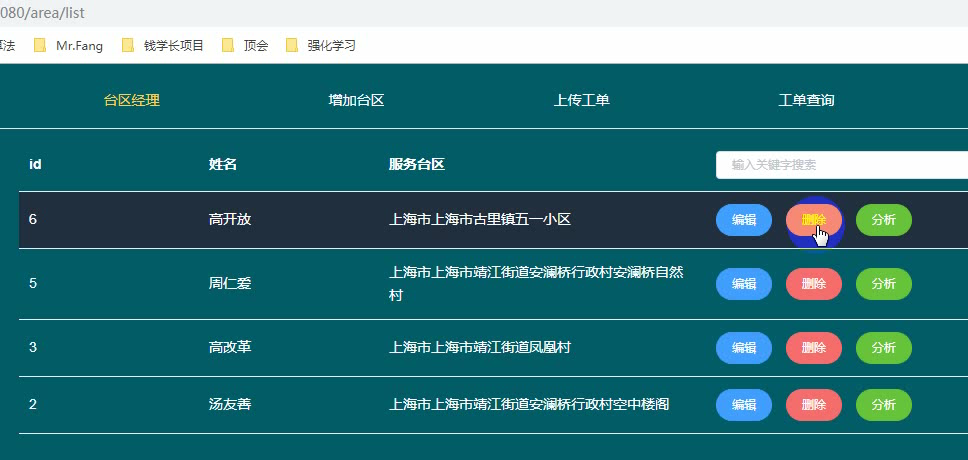 080/area/list
算法 Mr.Fang 钱学长项目 顶会 强化学习
台区经理 增加台区 上传工单 工单查询
id 姓名 服务台区 输入关键字搜索
6 高开放 上海市上海市古里镇五一小区 编辑 删除 分析
5 周仁爱 上海市上海市靖江街道安澜桥行政村安澜桥自然 编辑 删除 分析
村
3 高改革 上海市上海市靖江街道凤凰村 编辑 删除 分析
2 汤友善 上海市上海市靖江街道安澜桥行政村空中楼阁 编辑 删除 分析